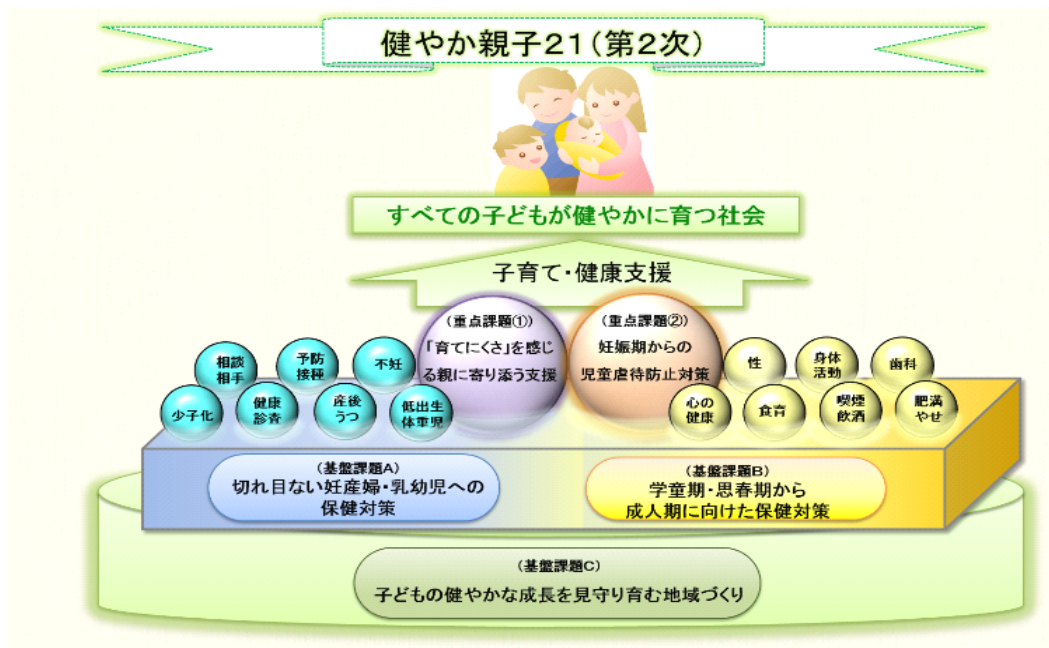 健やか親子21(第2次)
すべての子どもが健やかに育つ社会
子育て・健康支援
(重点課題①)
「育てにくさ」を感じ
る親に寄り添う支援
(重点課題②)
妊娠期からの
児童虐待防止対策
相談
相手
予防
接種
不妊
少子化
健康
診査
産後
うつ
低出生
体重児
性
身体
活動
歯科
心の
健康
食育
喫煙
飲酒
肥満
やせ
(基盤課題A)
切れ目ない妊産婦・乳幼児への
保健対策
(基盤課題B)
学童期・思春期から
成人期に向けた保健対策
(基盤課題C)
子どもの健やかな成長を見守り育む地域づくり